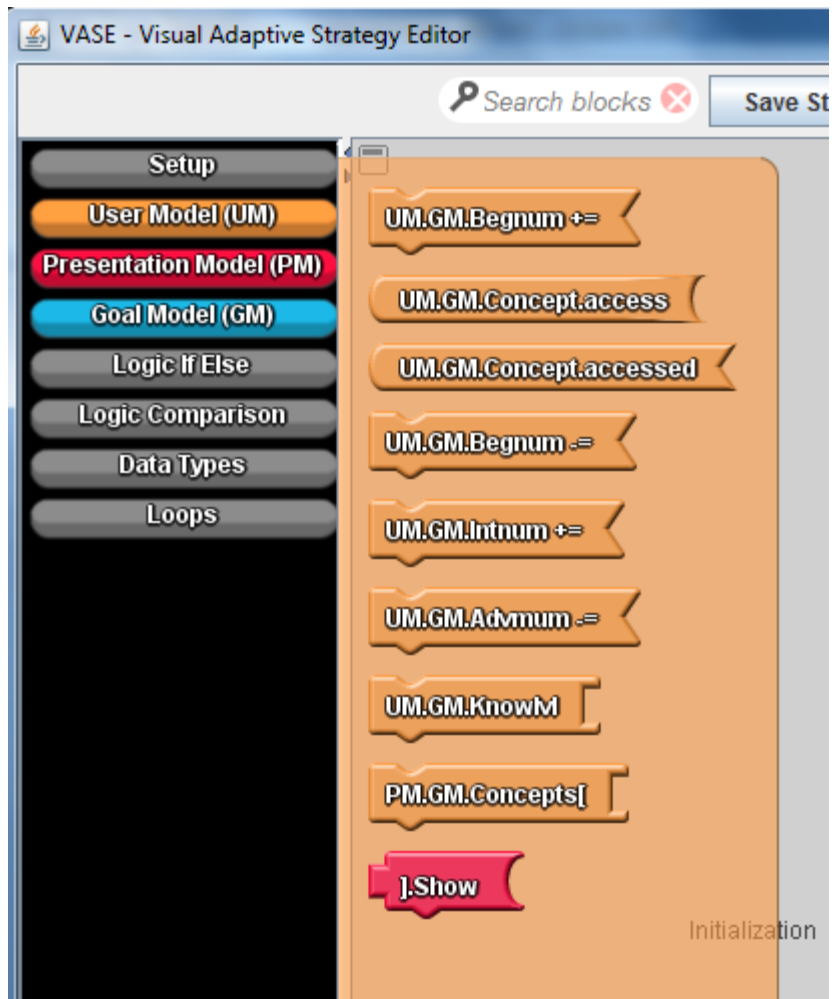 VASE - Visual Adaptive Strategy Editor
Search blocks
Save St
Setup
User Model (UM)
Presentation Model (PM)
Goal Model (GM)
Logic If Else
Logic Comparison
Data Types
Loops
UM.GM.Begnum +=
UM.GM.Concept.access
UM.GM.Concept.accessed
UM.GM.Begnum -=
UM.GM.Intnum +=
UM.GM.Advnum -=
UM.GM.Knowlvl
PM.GM.Concepts[
].Show
Initialization